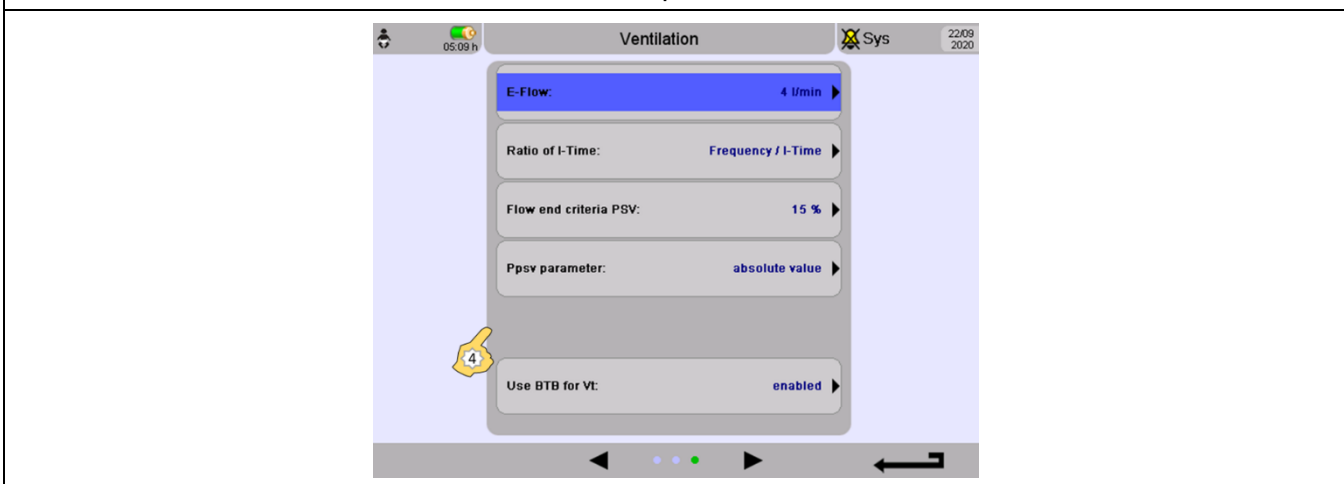 05:09 h
Ventilation
Sys
22/09
2020
E-Flow: 4 l/min
Ratio of I-Time: Frequency / I-Time
Flow end criteria PSV: 15 %
Ppsv parameter: absolute value
4
Use BTB for Vt: enabled